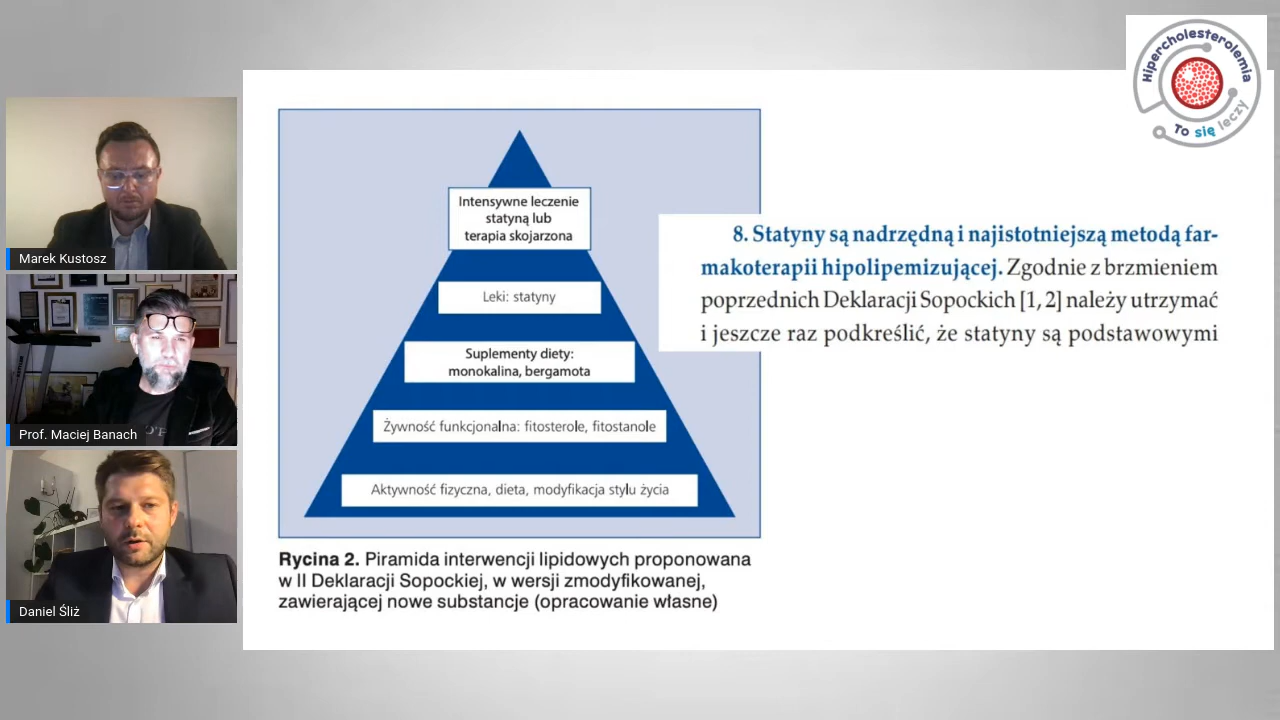 Hipercholesterolemia
To się leczy
Marek Kustosz
Prof. Maciej Banach
Daniel Śliż
Intensywne leczenie
statyną lub
terapia skojarzona
Leki: statyny
Suplementy diety:
monokalina, bergamota
Żywność funkcjonalna: fitosterole, fitostanole
Aktywność fizyczna, dieta, modyfikacja stylu życia
Rycina 2. Piramida interwencji lipidowych proponowana
w II Deklaracji Sopockiej, w wersji zmodyfikowanej,
zawierającej nowe substancje (opracowanie własne)
8. Statyny są nadrzędną i najistotniejszą metodą far-
makoterapii hipolipemizującej. Zgodnie z brzmieniem
poprzednich Deklaracji Sopockich [1, 2] należy utrzymać
i jeszcze raz podkreślić, że statyny są podstawowymi